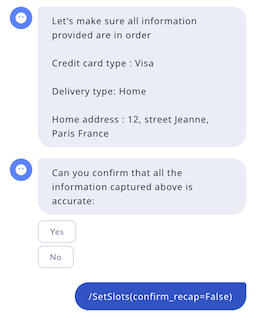 Let's make sure all information
provided are in order
Credit card type : Visa
Delivery type: Home
Home address : 12, street Jeanne,
Paris France
Can you confirm that all the
information captured above is
accurate:
Yes
No
/SetSlots(confirm_recap=False)